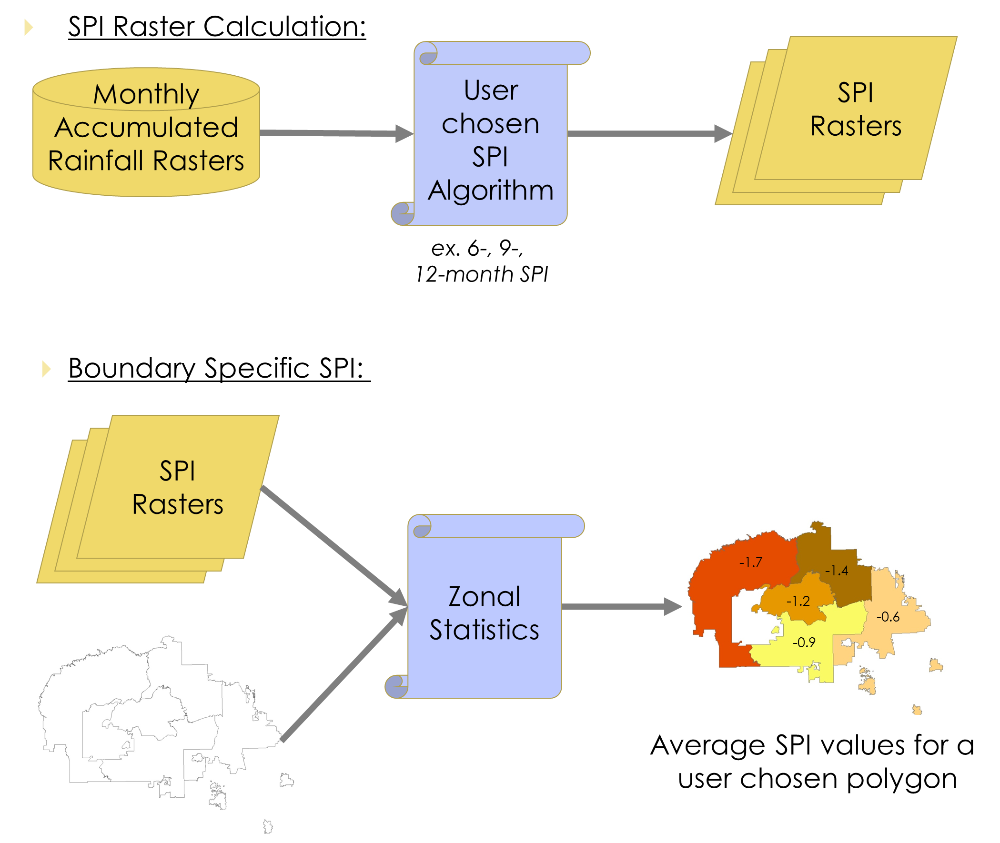 SPI Raster Calculation:
Monthly
Accumulated
Rainfall Rasters
User
chosen
SPI
Algorithm
SPI
Rasters
ex. 6-, 9-,
12-month SPI
Boundary Specific SPI:
SPI
Rasters
Zonal
Statistics
-1.7
-1.4
-1.2
-0.6
-0.9
Average SPI values for a
user chosen polygon